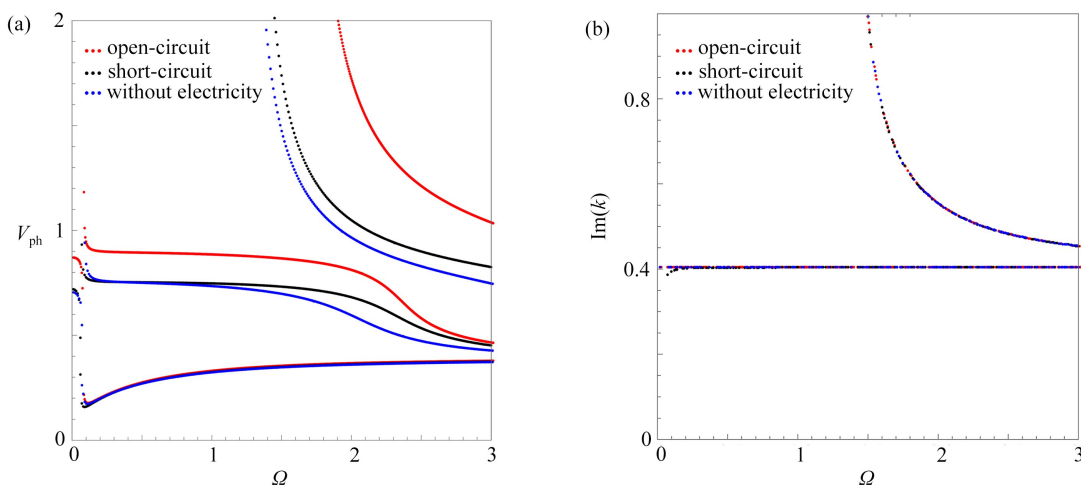 (a)
2
open-circuit
short-circuit
without electricity
1
Vph
0
0
1
2
3
Ω
(b)
open-circuit
short-circuit
without electricity
0.8
Im(k)
0.4
0
0
1
2
3
Ω